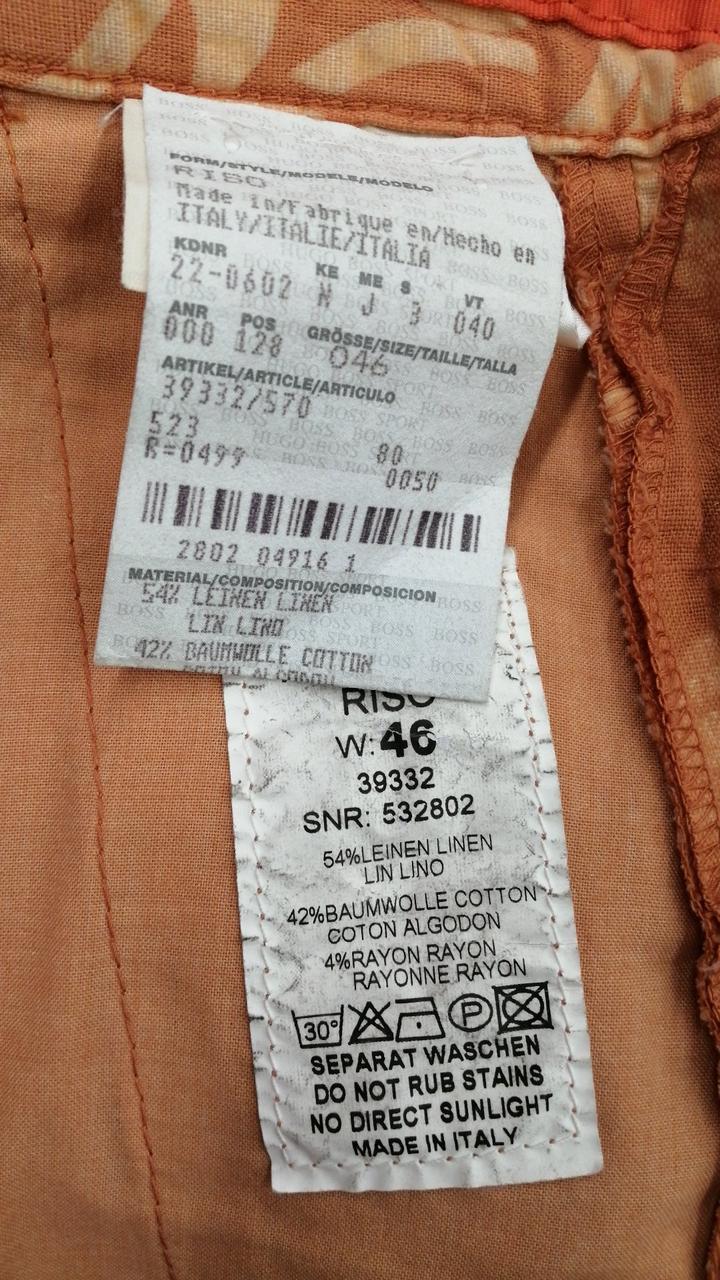 FORM/STYLE/MODELE/MODELO
RISO
Made in/Fabrique en/Hecho en
ITALY/ITALIE/ITALIA
KDNR KE ME S VT
22-0602 N J 3 040
ANR POS GRÖSSE/SIZE/TAILLE/TALLA
000 128 046
ARTIKEL/ARTICLE/ARTICULO
39332/570
523
R=0499 80
0050
2802 04916 1
MATERIAL/COMPOSITION/COMPOSICION
54% LEINEN LINEN
LIN LINO
42% BAUMWOLLE COTTON
RISO
W:46
39332
SNR: 532802
54%LEINEN LINEN
LIN LINO
42%BAUMWOLLE COTTON
COTON ALGODON
4%RAYON RAYON
RAYONNE RAYON
30° P
SEPARAT WASCHEN
DO NOT RUB STAINS
NO DIRECT SUNLIGHT
MADE IN ITALY